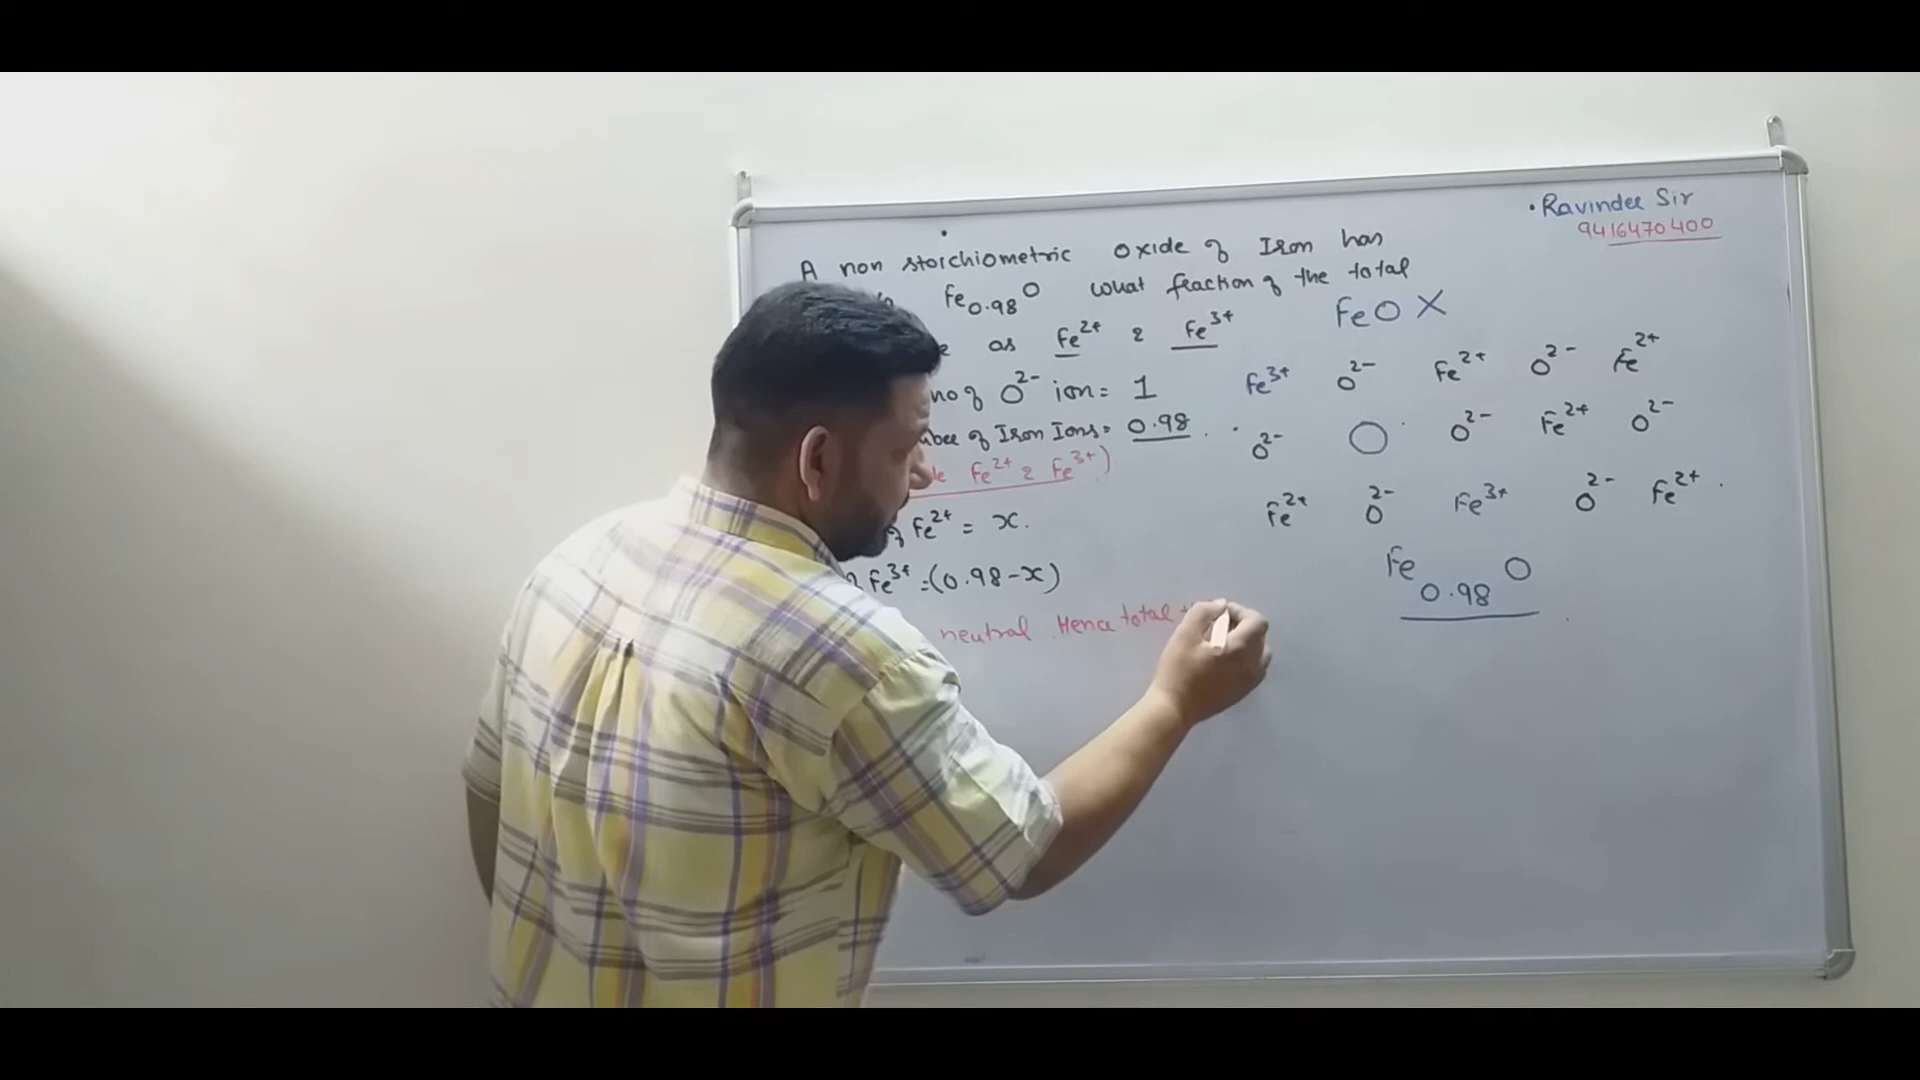 • Ravinder Sir
9416470400
A non stoichiometric oxide of Iron has
Fe0.98O What fraction of the total
as Fe²⁺ & Fe³⁺
FeO X
no of O²⁻ ion = 1
of Iron Ions = 0.98
Fe²⁺ & Fe³⁺)
Fe²⁺ = x.
Fe³⁺ = (0.98-x)
neutral. Hence total
Fe³⁺ O²⁻ Fe²⁺ O²⁻ Fe²⁺
O²⁻ O²⁻ Fe²⁺ O²⁻
Fe²⁺ O²⁻ Fe³⁺ O²⁻ Fe²⁺
Fe0.98O